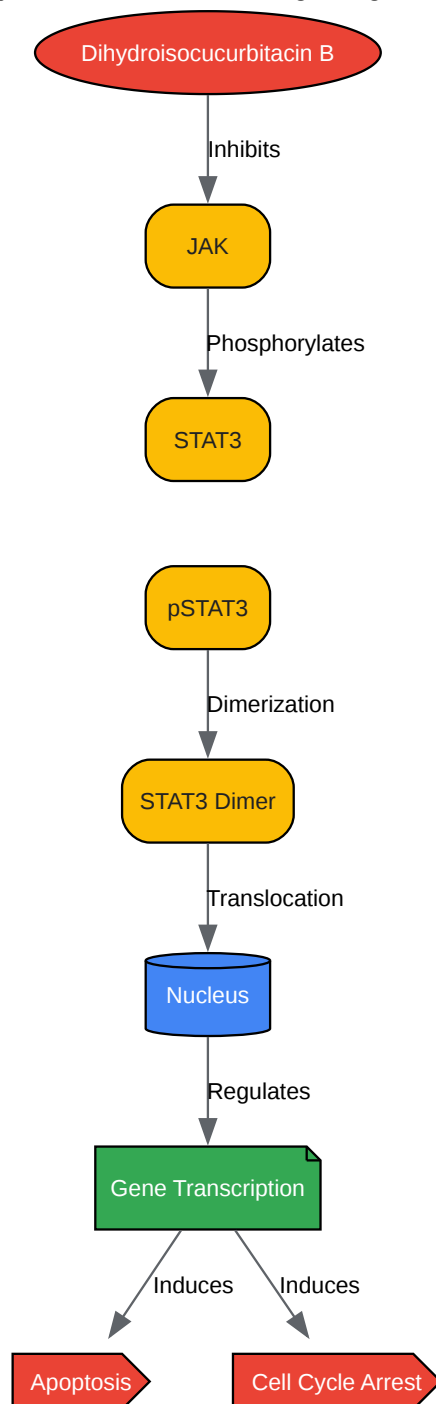 Dihydroisocucurbitacin B
Inhibits
JAK
Phosphorylates
STAT3
pSTAT3
Dimerization
STAT3 Dimer
Translocation
Nucleus
Regulates
Gene Transcription
Induces
Induces
Apoptosis
Cell Cycle Arrest